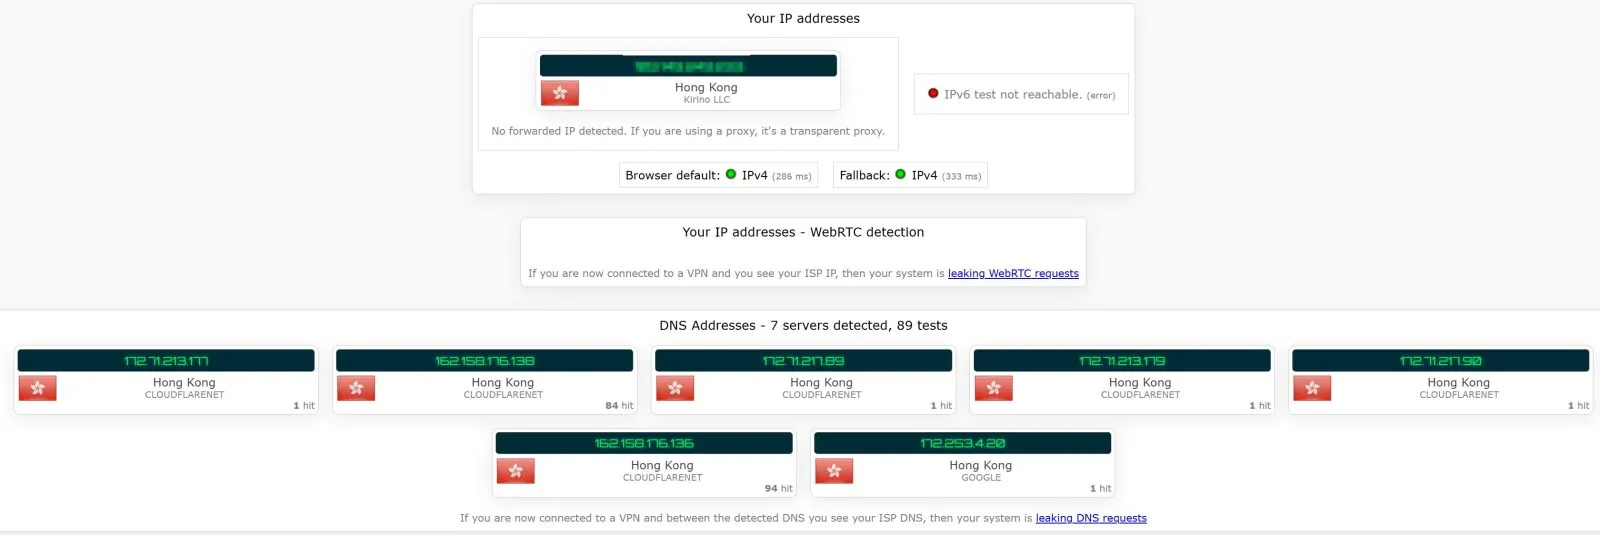 Your IP addresses
Hong Kong
Kirino LLC
No forwarded IP detected. If you are using a proxy, it's a transparent proxy.
IPv6 test not reachable. (error)
Browser default: IPv4 (286 ms)
Fallback: IPv4 (333 ms)
Your IP addresses - WebRTC detection
If you are now connected to a VPN and you see your ISP IP, then your system is leaking WebRTC requests
DNS Addresses - 7 servers detected, 89 tests
172.71.213.177
Hong Kong
CLOUDFLARENET
1 hit
162.158.176.138
Hong Kong
CLOUDFLARENET
84 hit
172.71.217.89
Hong Kong
CLOUDFLARENET
1 hit
172.71.213.179
Hong Kong
CLOUDFLARENET
1 hit
172.71.217.90
Hong Kong
CLOUDFLARENET
1 hit
162.158.176.136
Hong Kong
CLOUDFLARENET
94 hit
172.253.4.20
Hong Kong
GOOGLE
1 hit
If you are now connected to a VPN and between the detected DNS you see your ISP DNS, then your system is leaking DNS requests